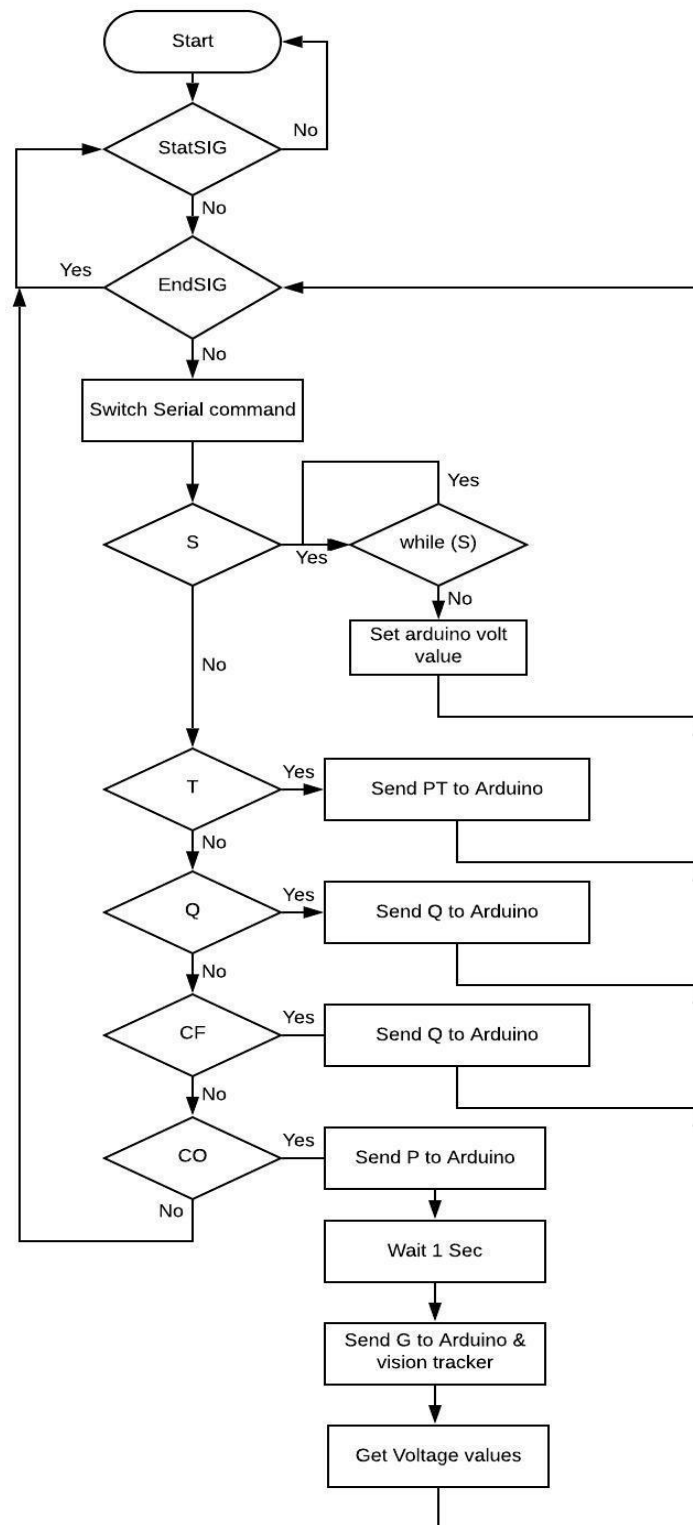 Start
No
StatSIG
No
Yes
EndSIG
No
Switch Serial command
Yes
S
Yes
while (S)
No
Set arduino volt
value
No
T
Yes
Send PT to Arduino
No
Q
Yes
Send Q to Arduino
No
CF
Yes
Send Q to Arduino
No
CO
Yes
Send P to Arduino
No
Wait 1 Sec
Send G to Arduino &
vision tracker
Get Voltage values